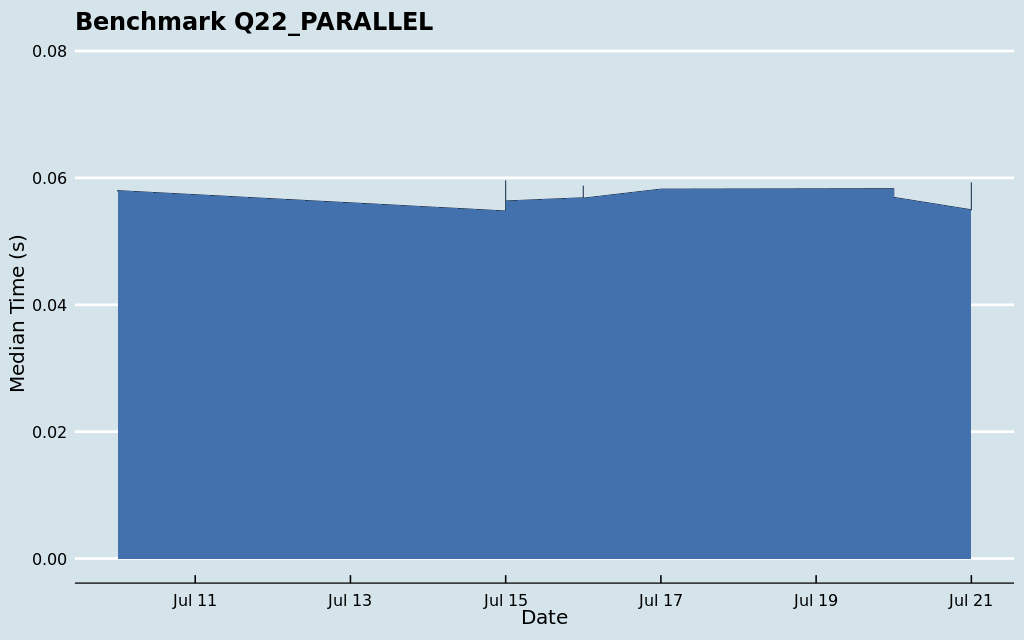 Benchmark Q22_PARALLEL
Median Time (s)
0.08
0.06
0.04
0.02
0.00
Jul 11 Jul 13 Jul 15 Jul 17 Jul 19 Jul 21
Date